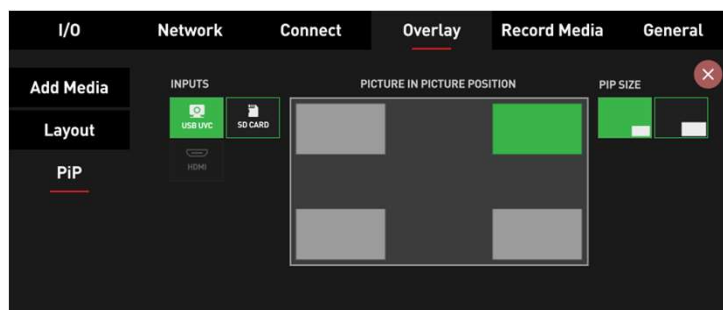 I/O Network Connect Overlay Record Media General
Add Media
Layout
PiP
INPUTS
USB UVC
SD CARD
HDMI
PICTURE IN PICTURE POSITION
PIP SIZE